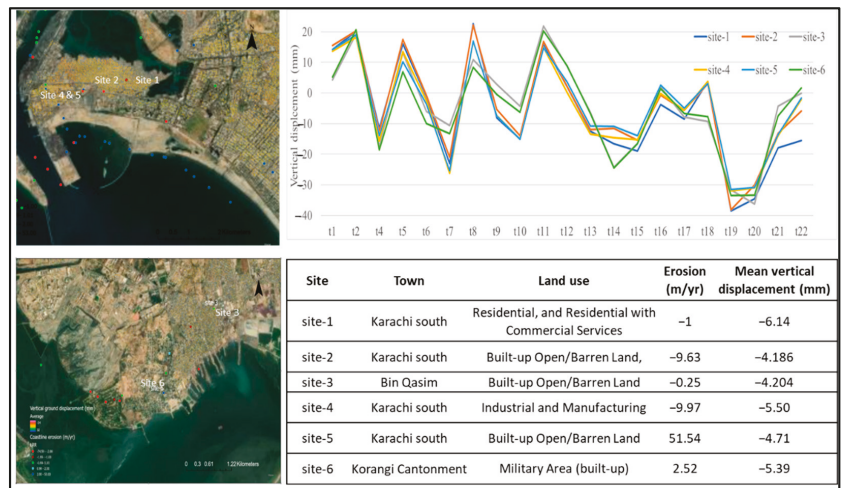 Site 2
Site 1
Site 4 & 5
Vertical displacement (mm)
20
10
0
−10
−20
−30
−40
site-1
site-2
site-3
site-4
site-5
site-6
t1 t2 t4 t5 t6 t7 t8 t9 t10 t11 t12 t13 t14 t15 t16 t17 t18 t19 t20 t21 t22
Site 3
Site 6
Vertical ground displacement (mm)
Average
Coastline erosion (m/yr)
0 0.3 0.61 1.22 Kilometers
Site Town Land use Erosion (m/yr) Mean vertical displacement (mm)
site-1 Karachi south Residential, and Residential with Commercial Services −1 −6.14
site-2 Karachi south Built-up Open/Barren Land, −9.63 −4.186
site-3 Bin Qasim Built-up Open/Barren Land −0.25 −4.204
site-4 Karachi south Industrial and Manufacturing −9.97 −5.50
site-5 Karachi south Built-up Open/Barren Land 51.54 −4.71
site-6 Korangi Cantonment Military Area (built-up) 2.52 −5.39